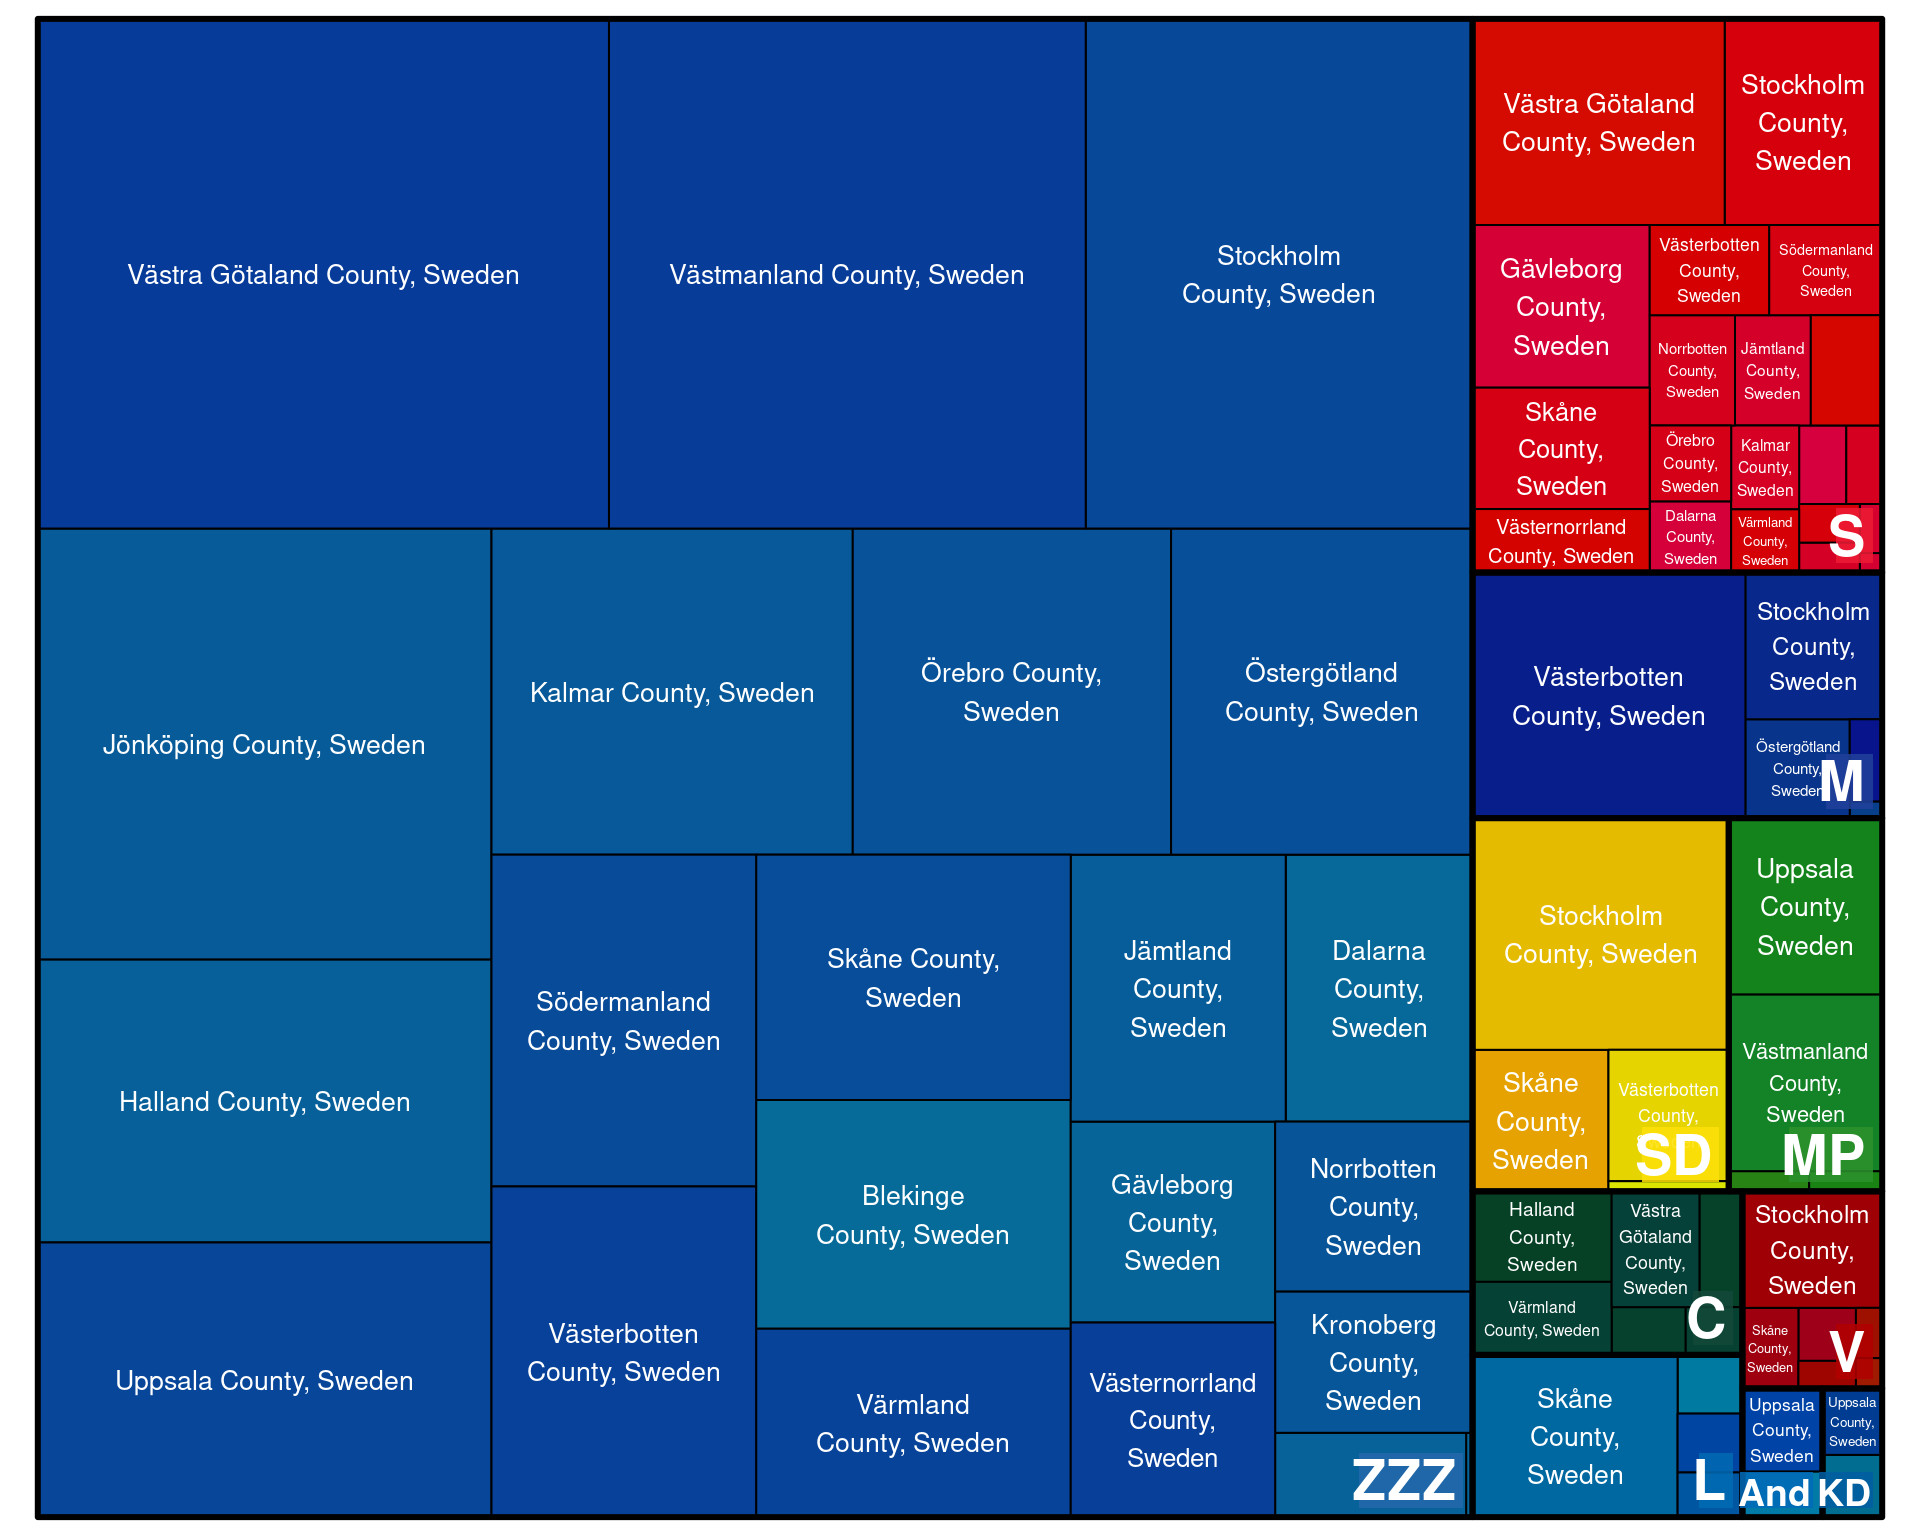 Västra Götaland County, Sweden
Västmanland County, Sweden
Stockholm
County, Sweden
Jönköping County, Sweden
Kalmar County, Sweden
Örebro County,
Sweden
Östergötland
County, Sweden
Halland County, Sweden
Uppsala County, Sweden
Södermanland
County, Sweden
Västerbotten
County, Sweden
Skåne County,
Sweden
Blekinge
County, Sweden
Värmland
County, Sweden
Jämtland
County,
Sweden
Dalarna
County,
Sweden
Gävleborg
County,
Sweden
Västernorrland
County,
Sweden
Norrbotten
County,
Sweden
Kronoberg
County,
Sweden
ZZZ
Västra Götaland
County, Sweden
Stockholm
County,
Sweden
Gävleborg
County,
Sweden
Skåne
County,
Sweden
Västernorrland
County, Sweden
Västerbotten
County,
Sweden
Södermanland
County,
Sweden
Norrbotten
County,
Sweden
Jämtland
County,
Sweden
Örebro
County,
Sweden
Kalmar
County,
Sweden
Dalarna
County,
Sweden
Värmland
County,
Sweden
S
Västerbotten
County, Sweden
Stockholm
County,
Sweden
Östergötland
County,
Sweden
M
Stockholm
County, Sweden
Skåne
County,
Sweden
Västerbotten
County,
SD
Uppsala
County,
Sweden
Västmanland
County,
Sweden
MP
Halland
County,
Sweden
Värmland
County, Sweden
Västra
Götaland
County,
Sweden
C
Stockholm
County,
Sweden
Skåne
County,
Sweden
V
Skåne
County,
Sweden
L
Uppsala
County,
Sweden
And
Uppsala
County,
Sweden
KD